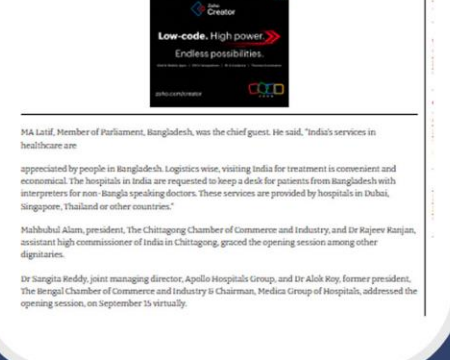 Zoho
Creator
Low-code. High power.
Endless possibilities.
zoho.com/creator
ZOHO
MA Latif, Member of Parliament, Bangladesh, was the chief guest. He said, "India's services in
healthcare are
appreciated by people in Bangladesh. Logistics wise, visiting India for treatment is convenient and
economical. The hospitals in India are requested to keep a desk for patients from Bangladesh with
interpreters for non-Bangla speaking doctors. These services are provided by hospitals in Dubai,
Singapore, Thailand or other countries."
Mahbubul Alam, president, The Chittagong Chamber of Commerce and Industry, and Dr Rajeev Ranjan,
assistant high commissioner of India in Chittagong, graced the opening session among other
dignitaries.
Dr Sangita Reddy, joint managing director, Apollo Hospitals Group, and Dr Alok Roy, former president,
The Bengal Chamber of Commerce and Industry & Chairman, Medica Group of Hospitals, addressed the
opening session, on September 15 virtually.